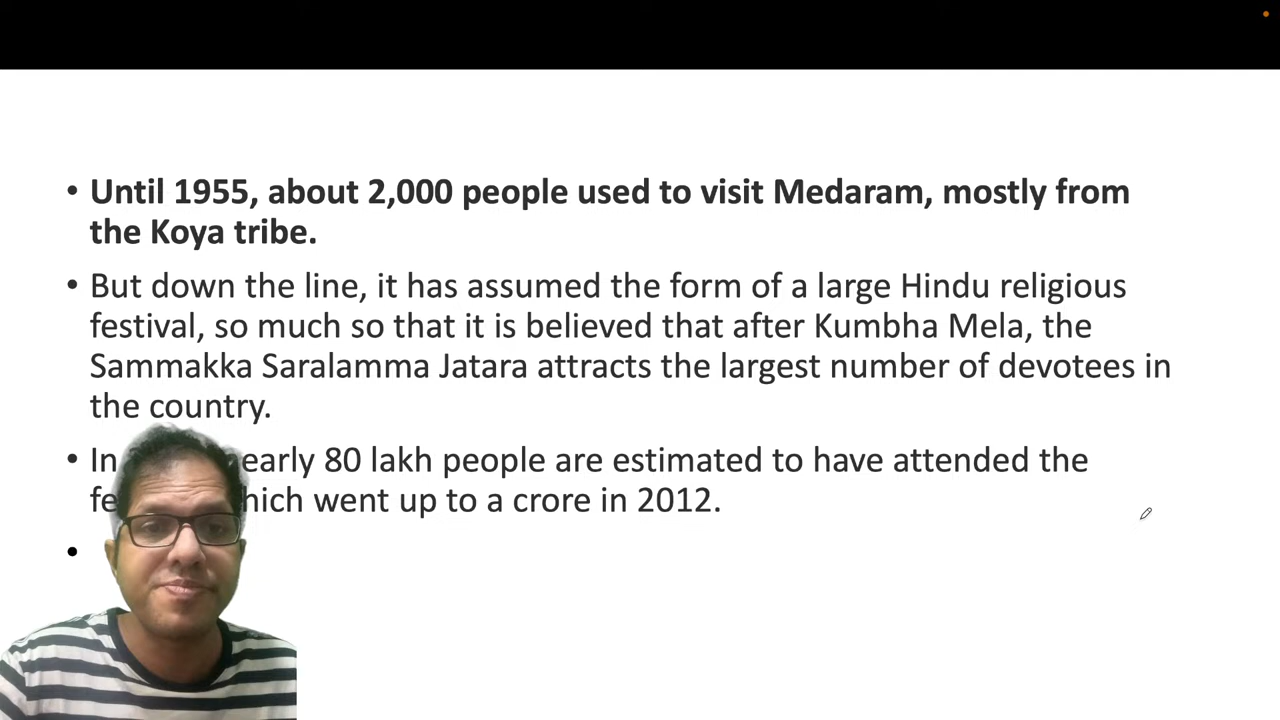 • Until 1955, about 2,000 people used to visit Medaram, mostly from
the Koya tribe.
• But down the line, it has assumed the form of a large Hindu religious
festival, so much so that it is believed that after Kumbha Mela, the
Sammakka Saralamma Jatara attracts the largest number of devotees in
the country.
• In nearly 80 lakh people are estimated to have attended the
which went up to a crore in 2012.
•